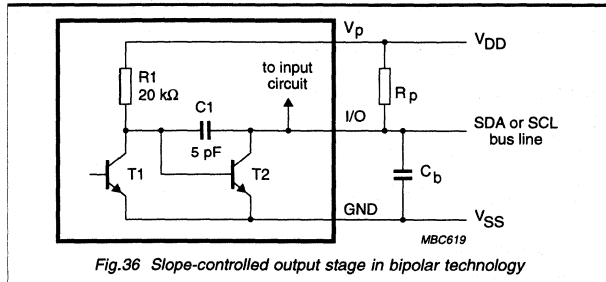 Vp
VDD
R1
20 kΩ
to input
circuit
C1
5 pF
Rp
I/O
SDA or SCL
bus line
T1
T2
Cb
GND
VSS
MBC619
Fig.36 Slope-controlled output stage in bipolar technology